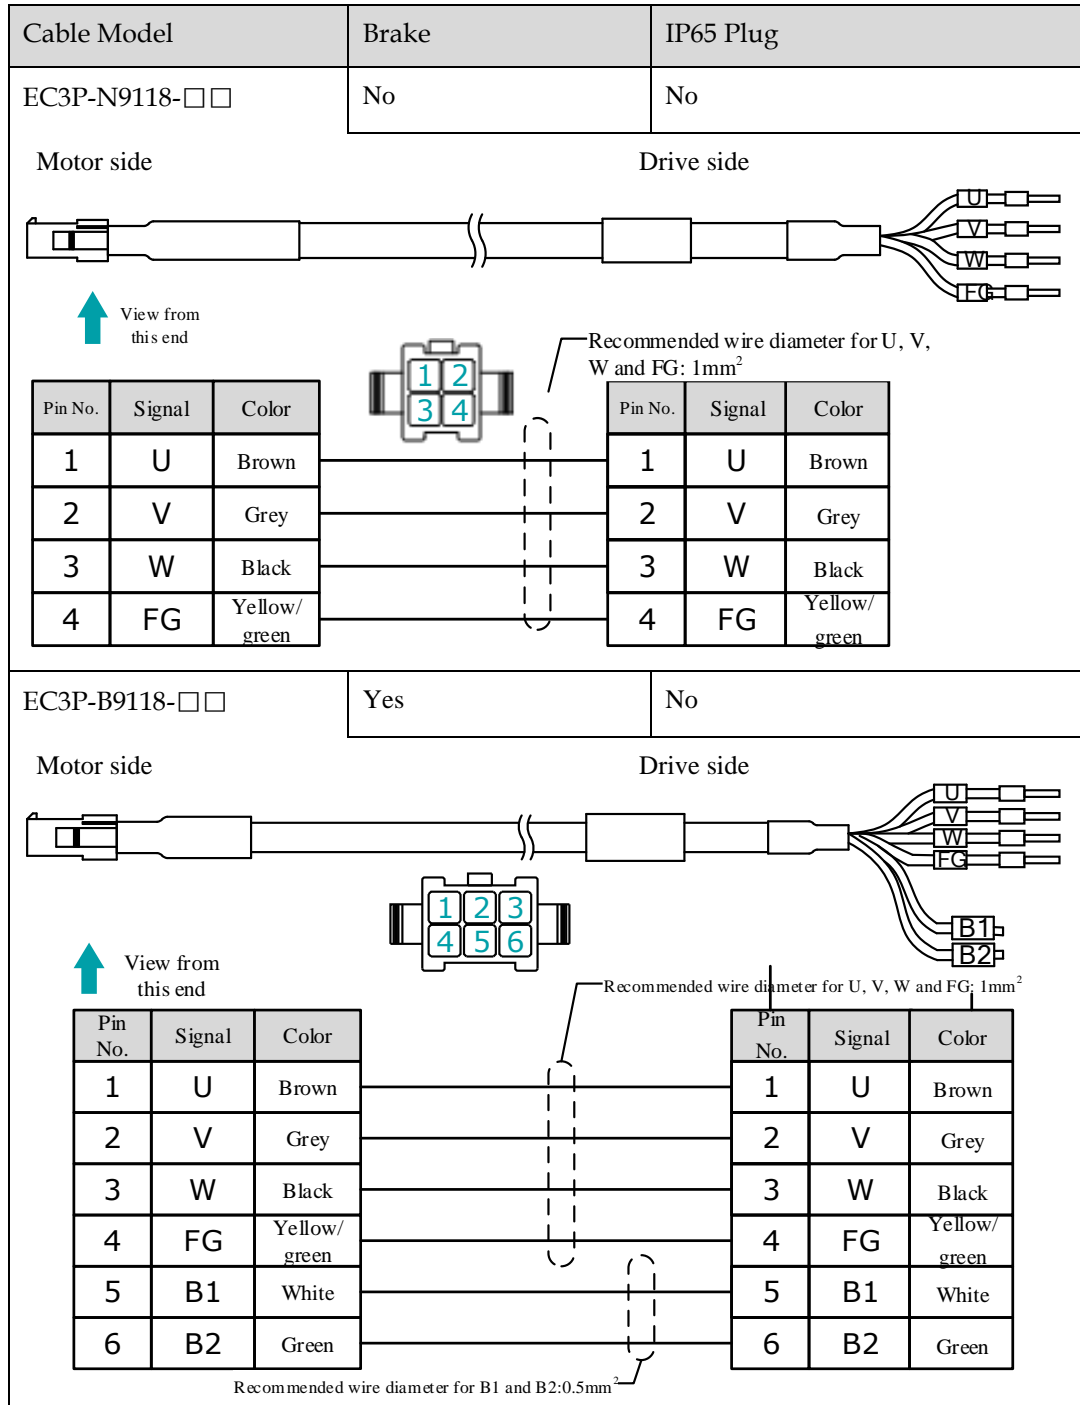 Cable Model Brake IP65 Plug
EC3P-N9118-□□ No No
Motor side Drive side
U
V
W
FG
View from
this end
1 2
3 4
Recommended wire diameter for U, V,
W and FG: 1mm²
Pin No. Signal Color Pin No. Signal Color
1 U Brown 1 U Brown
2 V Grey 2 V Grey
3 W Black 3 W Black
4 FG Yellow/ green 4 FG Yellow/ green
EC3P-B9118-□□ Yes No
Motor side Drive side
U
V
W
FG
B1
B2
1 2 3
4 5 6
View from
this end
Recommended wire diameter for U, V, W and FG: 1mm²
Pin No. Signal Color Pin No. Signal Color
1 U Brown 1 U Brown
2 V Grey 2 V Grey
3 W Black 3 W Black
4 FG Yellow/ green 4 FG Yellow/ green
5 B1 White 5 B1 White
6 B2 Green 6 B2 Green
Recommended wire diameter for B1 and B2:0.5mm²